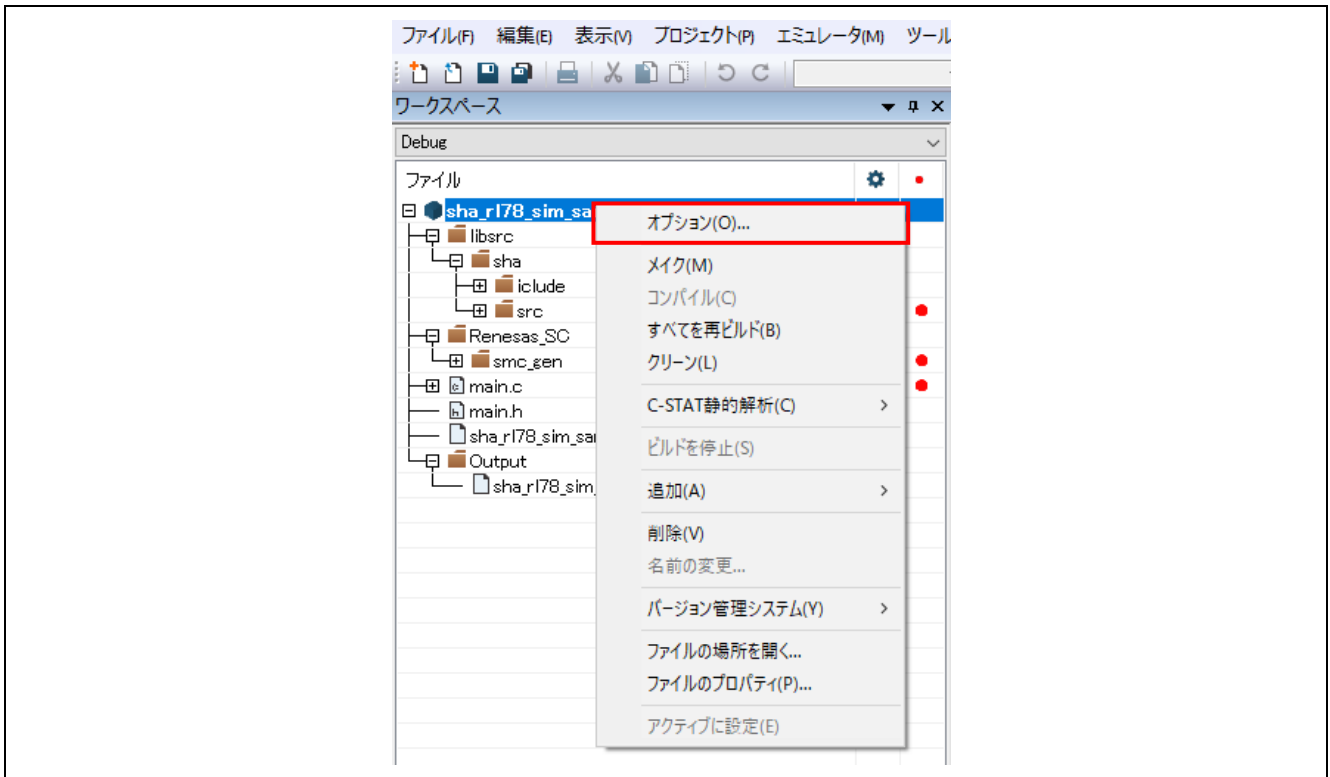 ファイル(F) 編集(E) 表示(V) プロジェクト(P) エミュレータ(M) ツール
ワークスペース
Debug
ファイル
sha_rl78_sim_sa
libsrc
sha
iclude
src
Renesas_SC
smc_gen
main.c
main.h
sha_rl78_sim_sa
Output
sha_rl78_sim_
オプション(O)...
メイク(M)
コンパイル(C)
すべてを再ビルド(B)
クリーン(L)
C-STAT静的解析(C)
ビルドを停止(S)
追加(A)
削除(V)
名前の変更...
バージョン管理システム(Y)
ファイルの場所を開く...
ファイルのプロパティ(P)...
アクティブに設定(E)